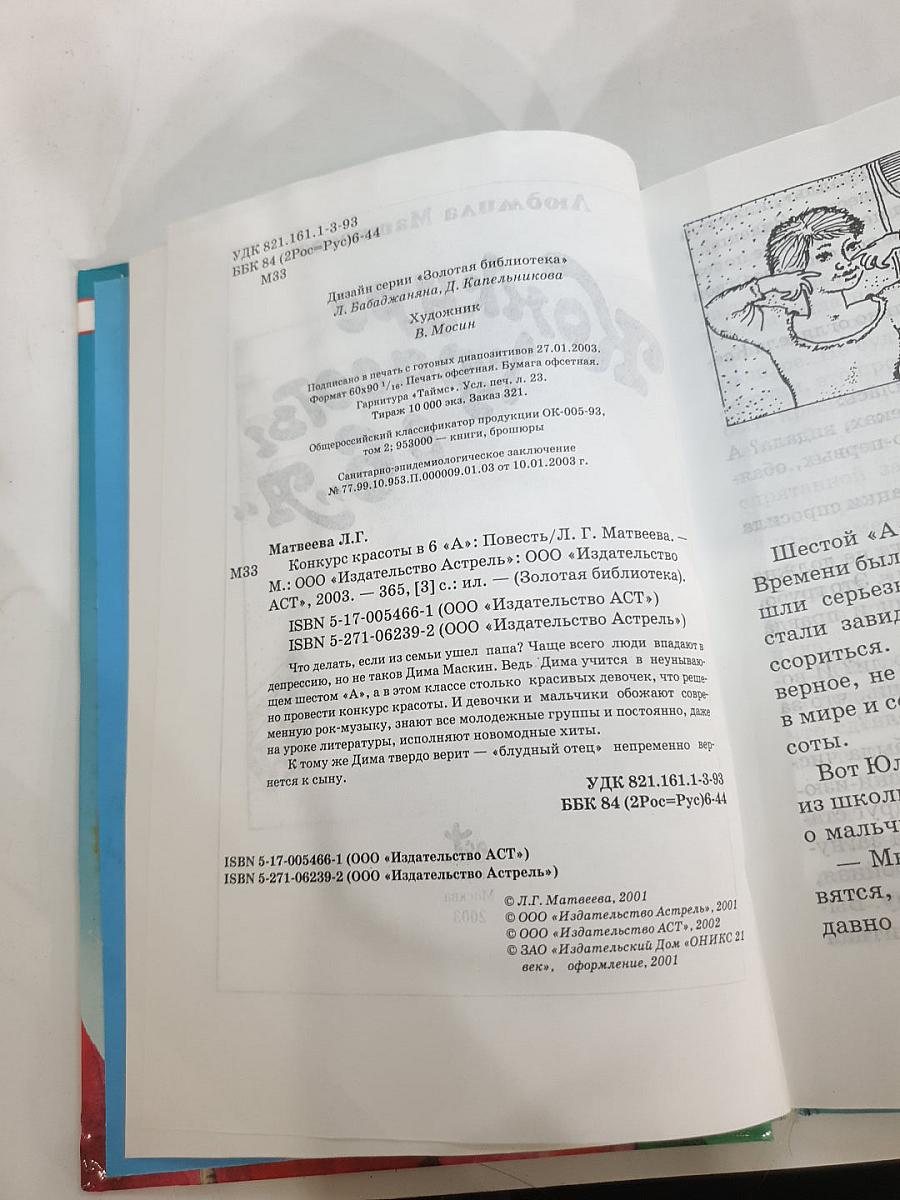 УДК 821.161.1-3-93
ББК 84 (2Рос=Рус)6-44
М33
Дизайн серии «Золотая библиотека»
Л. Бабаджаняна, Д. Капельникова
Художник
В. Мосин
Подписано в печать с готовых диапозитивов 27.01.2003.
Формат 60х90 1/16. Печать офсетная. Бумага офсетная.
Гарнитура «Таймс». Усл. печ. л. 23.
Тираж 10 000 экз. Заказ 321.
Общероссийский классификатор продукции ОК-005-93,
том 2; 953000 — книги, брошюры
Санитарно-эпидемиологическое заключение
№ 77.99.10.953.П.000009.01.03 от 10.01.2003 г.
Матвеева Л.Г.
М33 Конкурс красоты в 6 «А»: Повесть/Л. Г. Матвеева. —
М.: ООО «Издательство Астрель»: ООО «Издательство
АСТ», 2003. — 365, [3] с.: ил. — (Золотая библиотека).
ISBN 5-17-005466-1 (ООО «Издательство АСТ»)
ISBN 5-271-06239-2 (ООО «Издательство Астрель»)
Что делать, если из семьи ушел папа? Чаще всего люди впадают в
депрессию, но не таков Дима Маскин. Ведь Дима учится в неунываю-
щем шестом «А», а в этом классе столько красивых девочек, что реше-
но провести конкурс красоты. И девочки и мальчики обожают совре-
менную рок-музыку, знают все молодежные группы и постоянно, даже
на уроке литературы, исполняют новомодные хиты.
К тому же Дима твердо верит — «блудный отец» непременно вер-
нется к сыну.
УДК 821.161.1-3-93
ББК 84 (2Рос=Рус)6-44
ISBN 5-17-005466-1 (ООО «Издательство АСТ»)
ISBN 5-271-06239-2 (ООО «Издательство Астрель»)
© Л.Г. Матвеева, 2001
© ООО «Издательство Астрель», 2001
© ООО «Издательство АСТ», 2002
© ЗАО «Издательский Дом «ОНИКС 21
век», оформление, 2001
Шестой «А
Времени был
шли серьезн
стали завид
ссориться.
верное, не
в мире и со
соты.
Вот Юл
из школы
о мальч
— Мн
вятся,
давно